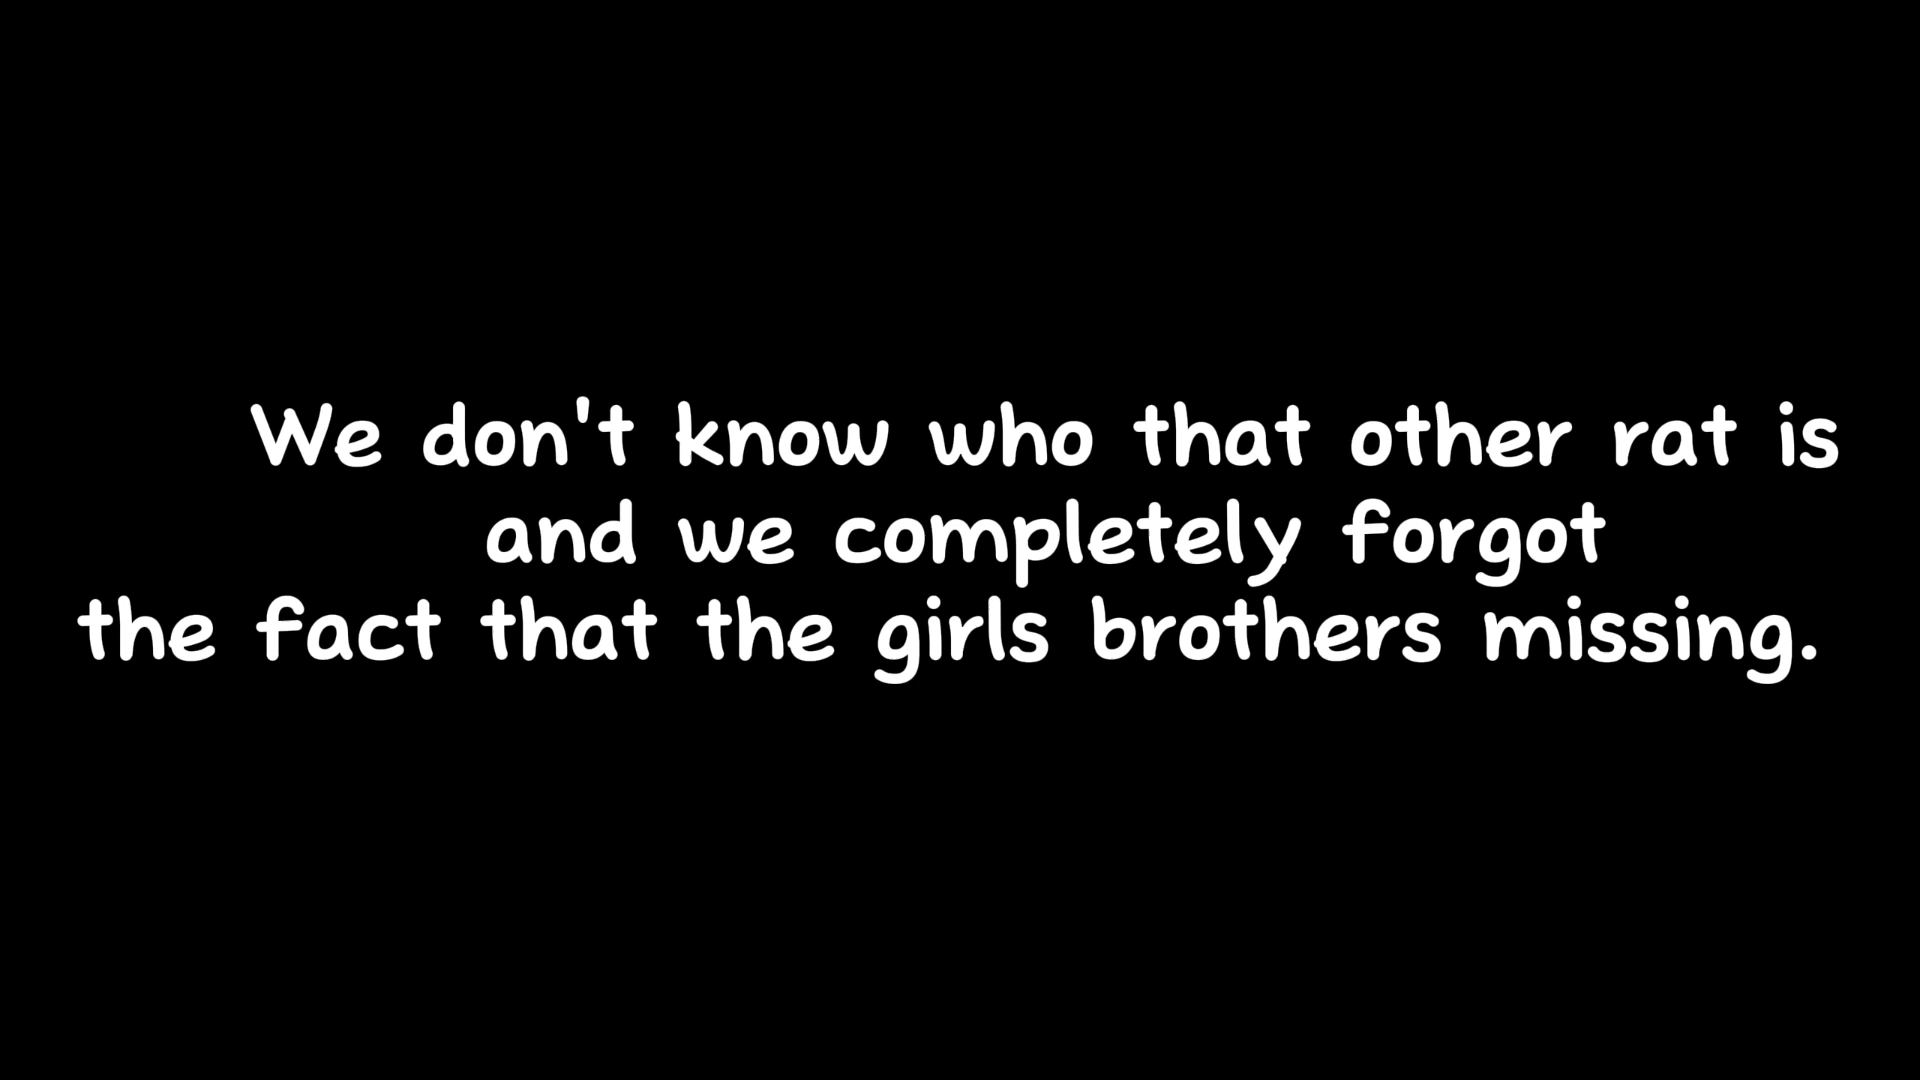 We don't know who that other rat is
and we completely forgot
the fact that the girls brothers missing.